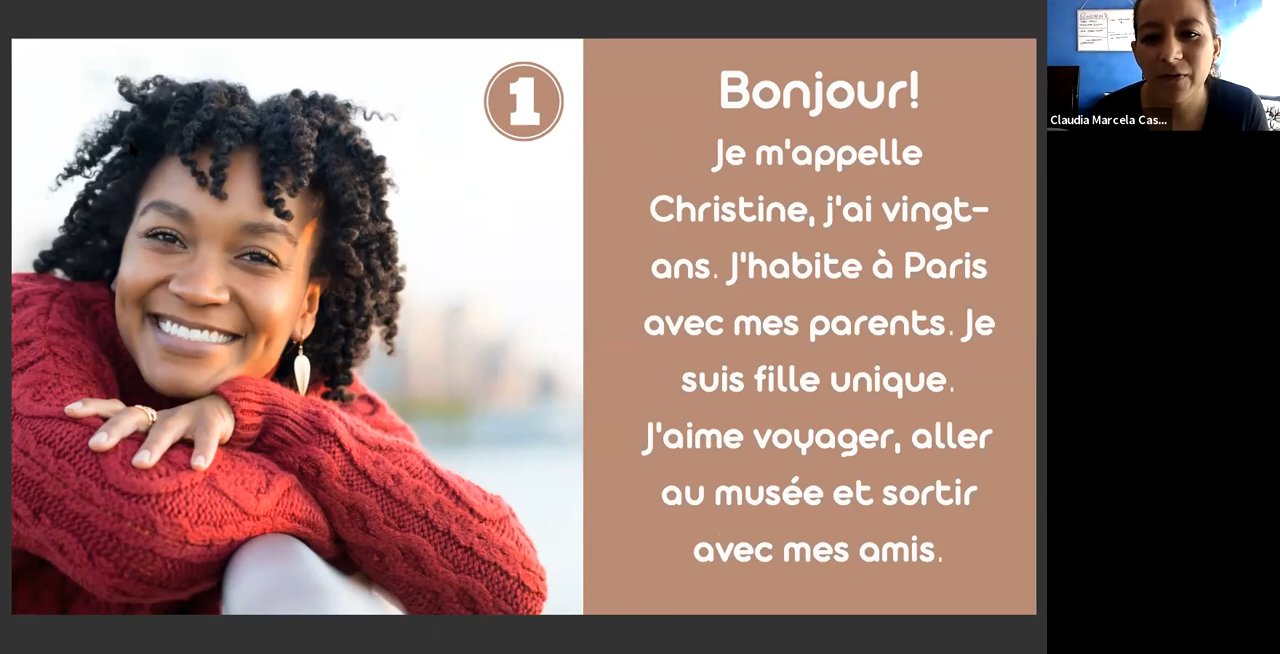 1
Bonjour!
Je m'appelle
Christine, j'ai vingt-
ans. J'habite à Paris
avec mes parents. Je
suis fille unique.
J'aime voyager, aller
au musée et sortir
avec mes amis.
Claudia Marcela Cas...